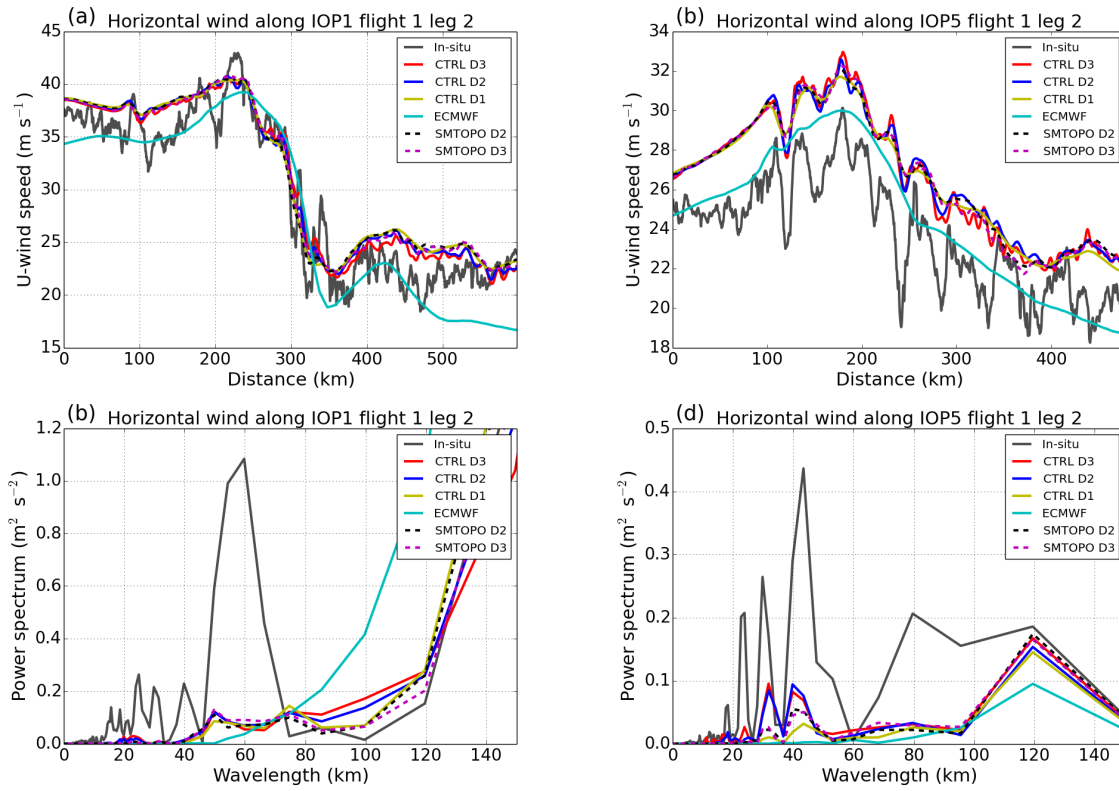 (a) Horizontal wind along IOP1 flight 1 leg 2
U-wind speed (m s⁻¹)
45
40
35
30
25
20
15
0 100 200 300 400 500
Distance (km)
In-situ
CTRL D3
CTRL D2
CTRL D1
ECMWF
SMTOPO D2
SMTOPO D3
(b) Horizontal wind along IOP5 flight 1 leg 2
U-wind speed (m s⁻¹)
34
32
30
28
26
24
22
20
18
0 100 200 300 400
Distance (km)
In-situ
CTRL D3
CTRL D2
CTRL D1
ECMWF
SMTOPO D2
SMTOPO D3
(b) Horizontal wind along IOP1 flight 1 leg 2
Power spectrum (m² s⁻²)
1.2
1.0
0.8
0.6
0.4
0.2
0.0
0 20 40 60 80 100 120 140
Wavelength (km)
In-situ
CTRL D3
CTRL D2
CTRL D1
ECMWF
SMTOPO D2
SMTOPO D3
(d) Horizontal wind along IOP5 flight 1 leg 2
Power spectrum (m² s⁻²)
0.5
0.4
0.3
0.2
0.1
0.0
0 20 40 60 80 100 120 140
Wavelength (km)
In-situ
CTRL D3
CTRL D2
CTRL D1
ECMWF
SMTOPO D2
SMTOPO D3